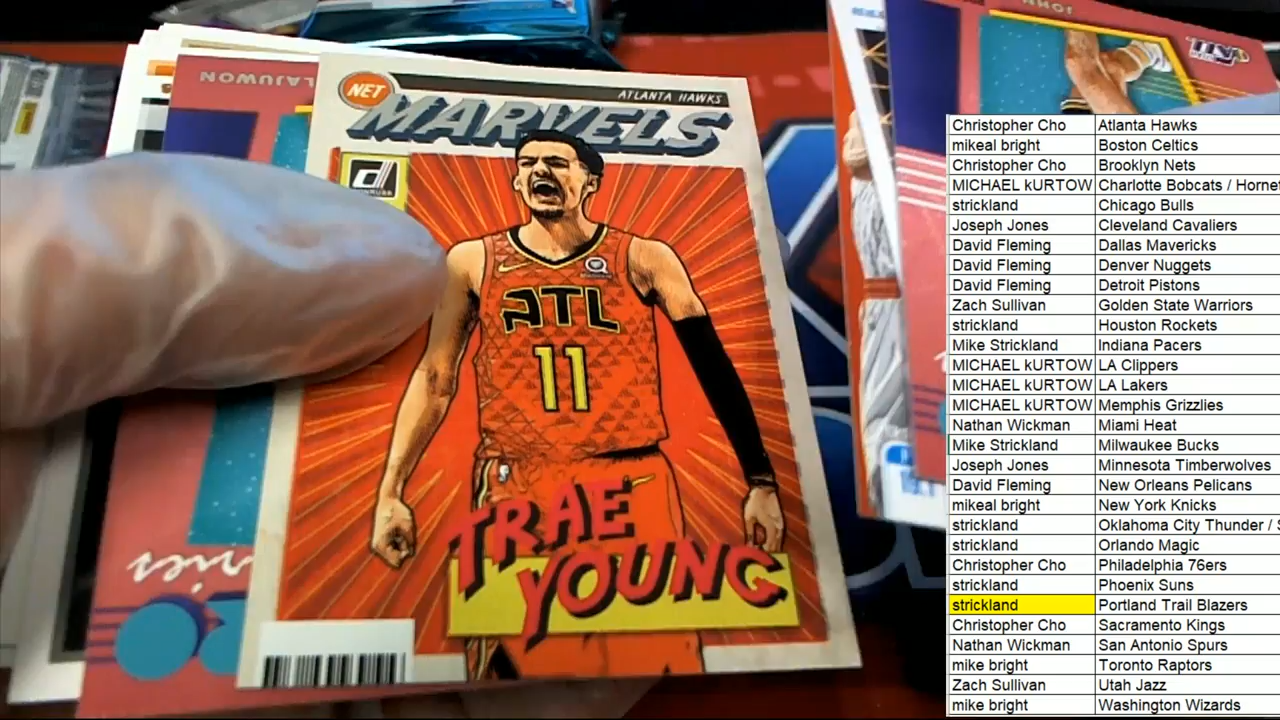 LAJUWON
NET
ATLANTA HAWKS
MARVELS
ATL
11
TRAE
YOUNG
JOHN
Christopher Cho Atlanta Hawks
mikeal bright Boston Celtics
Christopher Cho Brooklyn Nets
MICHAEL kURTOW Charlotte Bobcats / Horne
strickland Chicago Bulls
Joseph Jones Cleveland Cavaliers
David Fleming Dallas Mavericks
David Fleming Denver Nuggets
David Fleming Detroit Pistons
Zach Sullivan Golden State Warriors
strickland Houston Rockets
Mike Strickland Indiana Pacers
MICHAEL kURTOW LA Clippers
MICHAEL kURTOW LA Lakers
MICHAEL kURTOW Memphis Grizzlies
Nathan Wickman Miami Heat
Mike Strickland Milwaukee Bucks
Joseph Jones Minnesota Timberwolves
David Fleming New Orleans Pelicans
mikeal bright New York Knicks
strickland Oklahoma City Thunder /
strickland Orlando Magic
Christopher Cho Philadelphia 76ers
strickland Phoenix Suns
strickland Portland Trail Blazers
Christopher Cho Sacramento Kings
Nathan Wickman San Antonio Spurs
mike bright Toronto Raptors
Zach Sullivan Utah Jazz
mike bright Washington Wizards